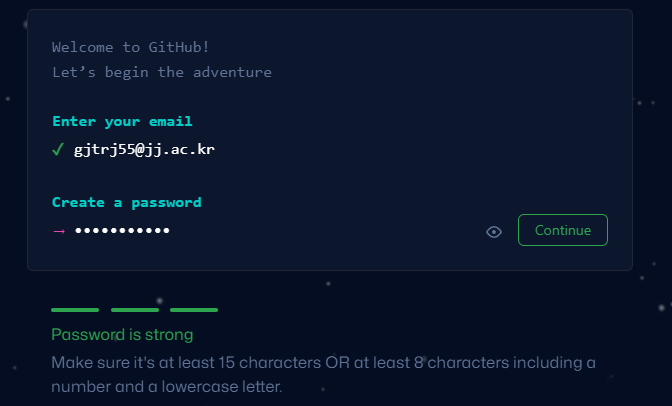 Welcome to GitHub!
Let’s begin the adventure
Enter your email
✓ gjtrj55@jj.ac.kr
Create a password
→ •••••••••••
Continue
Password is strong
Make sure it's at least 15 characters OR at least 8 characters including a
number and a lowercase letter.